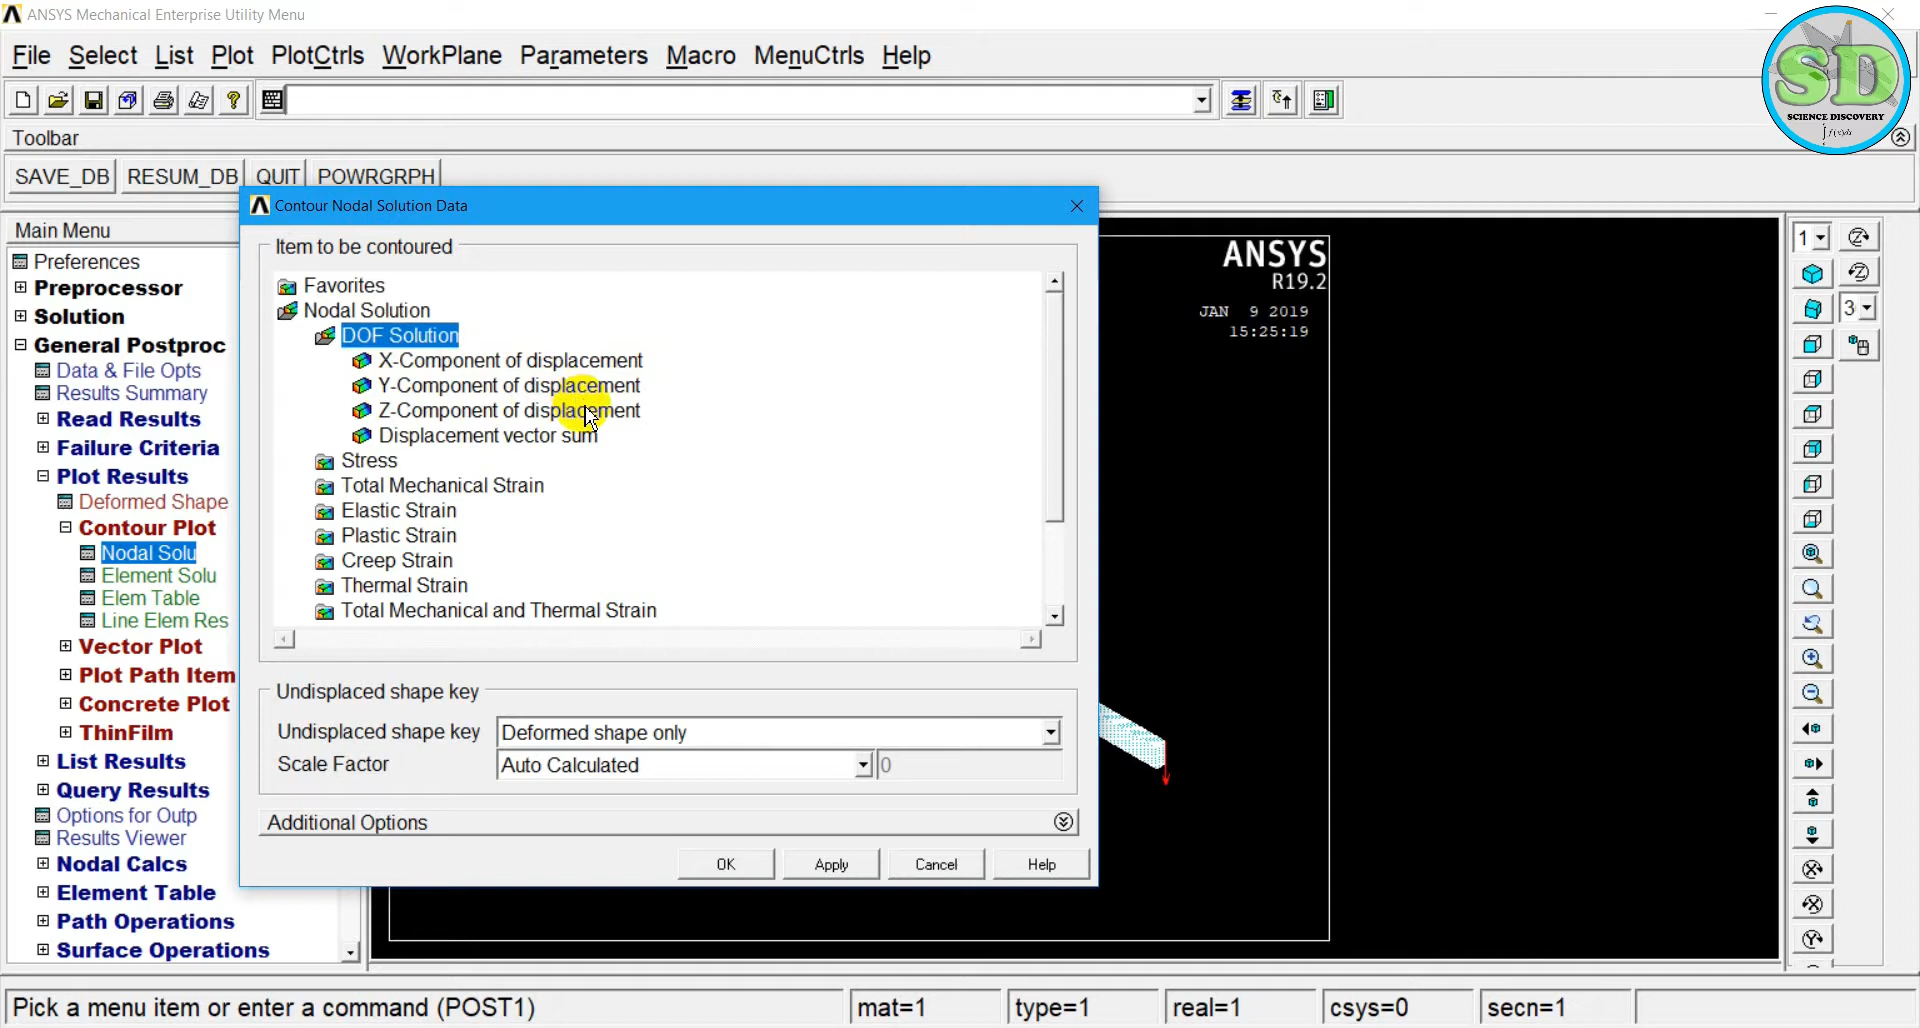 ANSYS Mechanical Enterprise Utility Menu
File Select List Plot PlotCtrls WorkPlane Parameters Macro MenuCtrls Help
SD
SCIENCE DISCOVERY
Toolbar
SAVE_DB RESUM_DB QUIT POWRGRPH
Main Menu
Preferences
Preprocessor
Solution
General Postproc
Data & File Opts
Results Summary
Read Results
Failure Criteria
Plot Results
Deformed Shape
Contour Plot
Nodal Solu
Element Solu
Elem Table
Line Elem Res
Vector Plot
Plot Path Item
Concrete Plot
ThinFilm
List Results
Query Results
Options for Outp
Results Viewer
Nodal Calcs
Element Table
Path Operations
Surface Operations
Contour Nodal Solution Data
Item to be contoured
Favorites
Nodal Solution
DOF Solution
X-Component of displacement
Y-Component of displacement
Z-Component of displacement
Displacement vector sum
Stress
Total Mechanical Strain
Elastic Strain
Plastic Strain
Creep Strain
Thermal Strain
Total Mechanical and Thermal Strain
Undisplaced shape key
Undisplaced shape key Deformed shape only
Scale Factor Auto Calculated 0
Additional Options
OK Apply Cancel Help
ANSYS
R19.2
JAN 9 2019
15:25:19
1
3
Pick a menu item or enter a command (POST1) mat=1 type=1 real=1 csys=0 secn=1